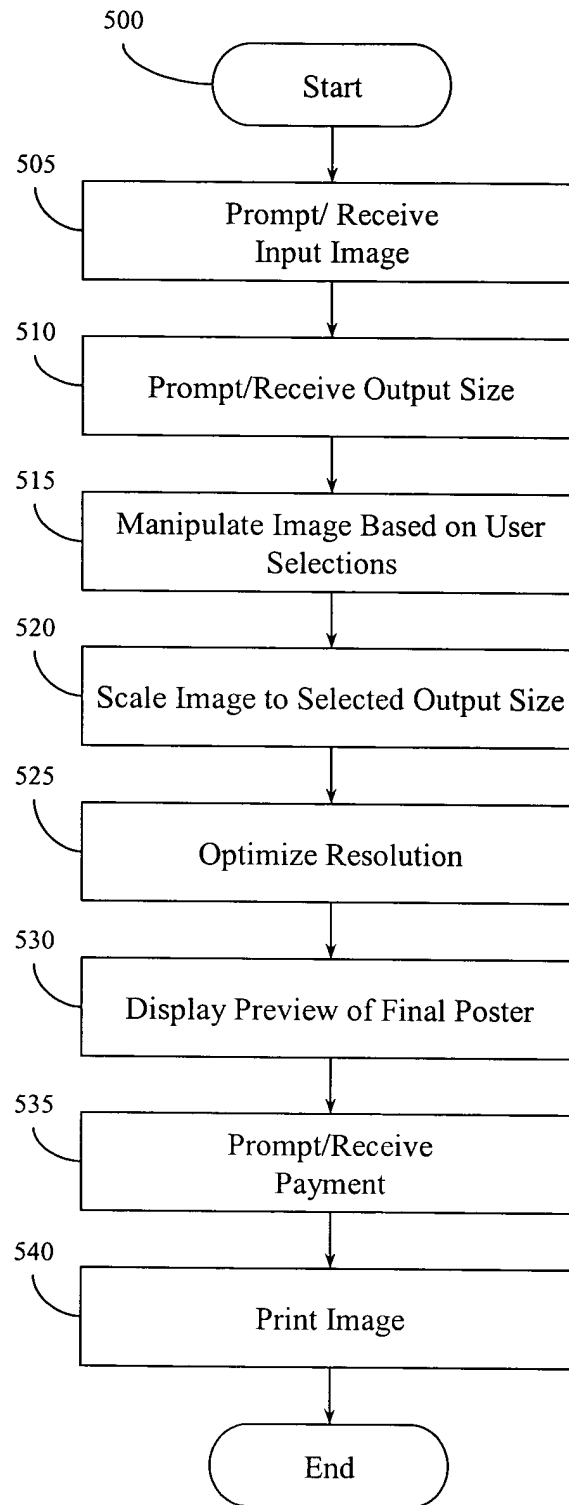 500
Start
505
Prompt/ Receive
Input Image
510
Prompt/Receive Output Size
515
Manipulate Image Based on User
Selections
520
Scale Image to Selected Output Size
525
Optimize Resolution
530
Display Preview of Final Poster
535
Prompt/Receive
Payment
540
Print Image
End